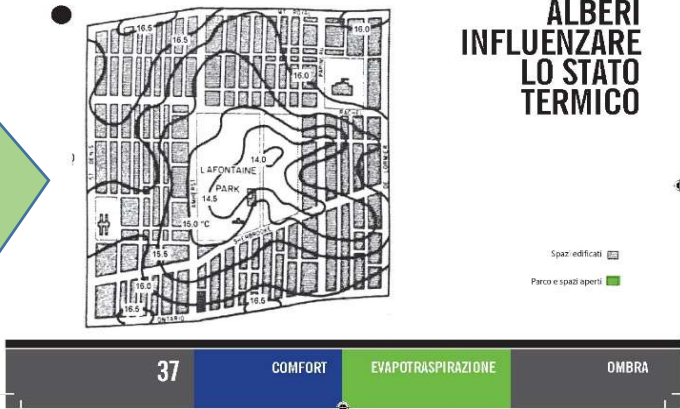 ALBERI
INFLUENZARE
LO STATO
TERMICO
MT ROYAL
16.5
16.5
16.0
16.0
RACHEL
ST DENIS
AMHERST
DE LORIMIER
14.0
LAFONTAINE
PARK
14.5
15.0 °C
SHERBROOKE
15.5
16.0
16.5
16.5
ONTARIO
Spazi edificati
Parco e spazi aperti
37
COMFORT
EVAPOTRASPIRAZIONE
OMBRA